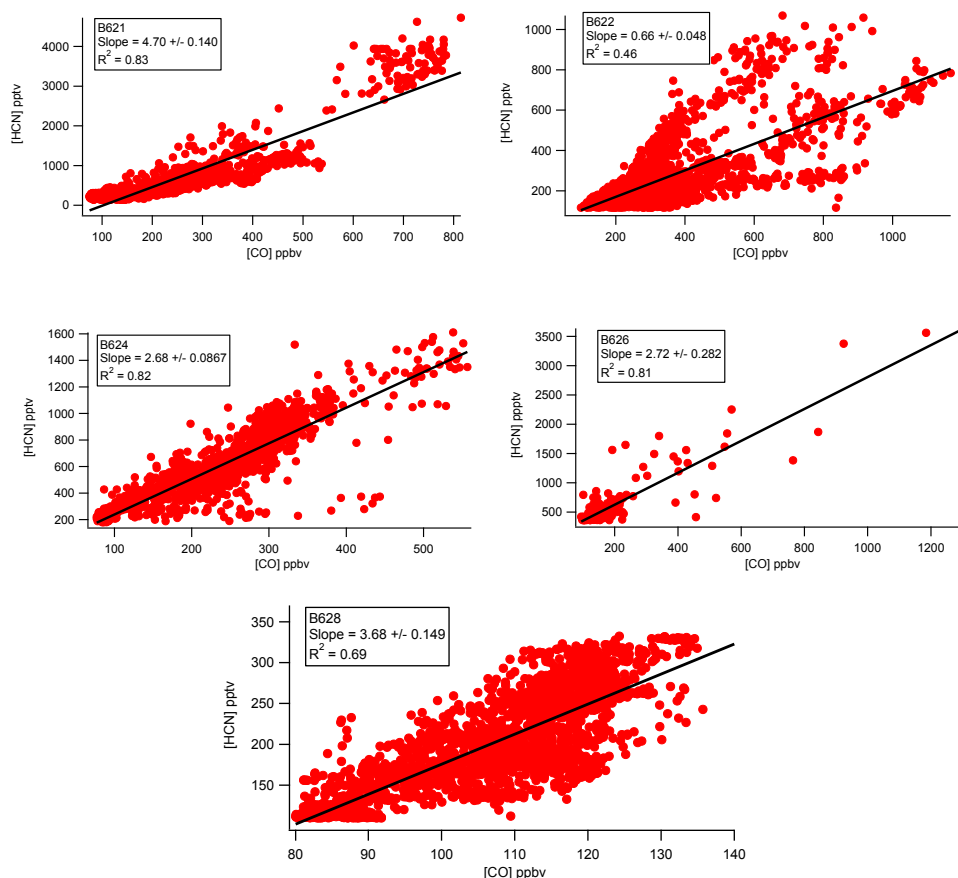 B621
Slope = 4.70 +/- 0.140
R² = 0.83
[HCN] pptv
4000
3000
2000
1000
0
100 200 300 400 500 600 700 800
[CO] ppbv
B622
Slope = 0.66 +/- 0.048
R² = 0.46
[HCN] pptv
1000
800
600
400
200
200 400 600 800 1000
[CO] ppbv
B624
Slope = 2.68 +/- 0.0867
R² = 0.82
[HCN] pptv
1600
1400
1200
1000
800
600
400
200
100 200 300 400 500
[CO] ppbv
B626
Slope = 2.72 +/- 0.282
R² = 0.81
[HCN] ppptv
3500
3000
2500
2000
1500
1000
500
200 400 600 800 1000 1200
[CO] ppbv
B628
Slope = 3.68 +/- 0.149
R² = 0.69
[HCN] pptv
350
300
250
200
150
80 90 100 110 120 130 140
[CO] ppbv